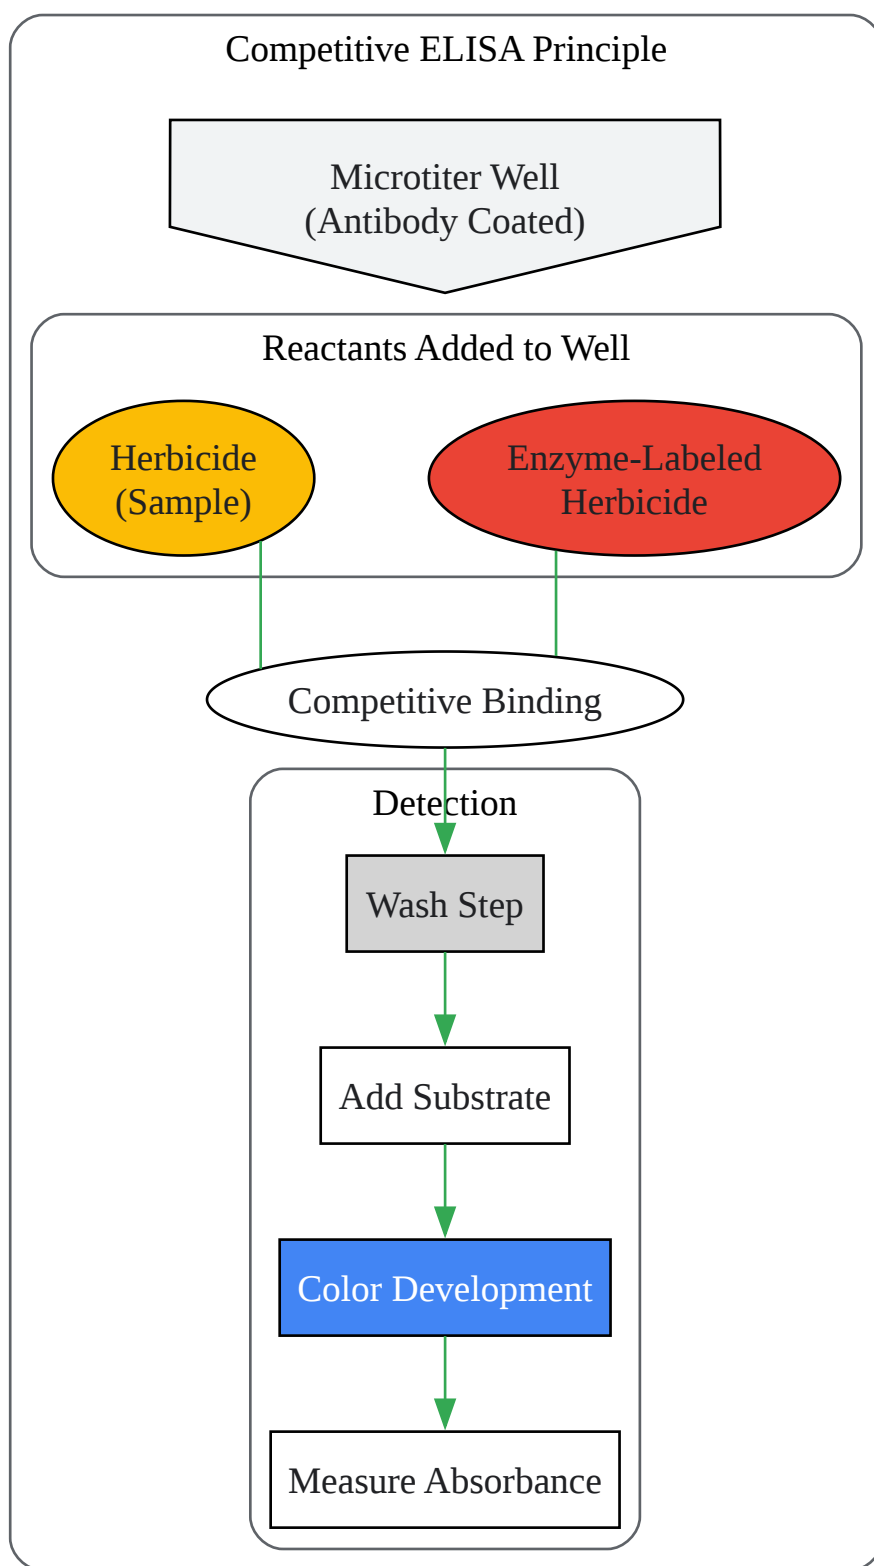 Competitive ELISA Principle
Microtiter Well
(Antibody Coated)
Reactants Added to Well
Herbicide
(Sample)
Enzyme-Labeled
Herbicide
Competitive Binding
Detection
Wash Step
Add Substrate
Color Development
Measure Absorbance